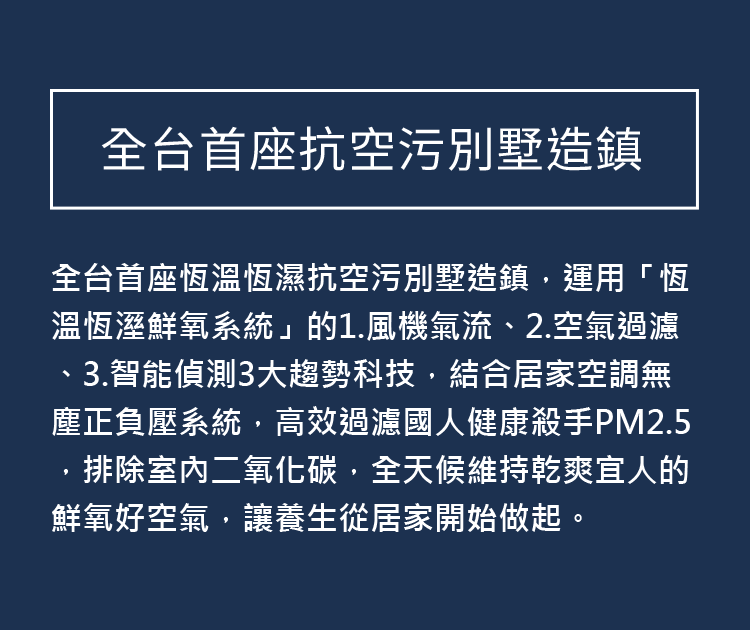 全台首座抗空污別墅造鎮
全台首座恆溫恆濕抗空污別墅造鎮，運用「恆
溫恆溼鮮氧系統」的1.風機氣流、2.空氣過濾
、3.智能偵測3大趨勢科技，結合居家空調無
塵正負壓系統，高效過濾國人健康殺手PM2.5
，排除室內二氧化碳，全天候維持乾爽宜人的
鮮氧好空氣，讓養生從居家開始做起。